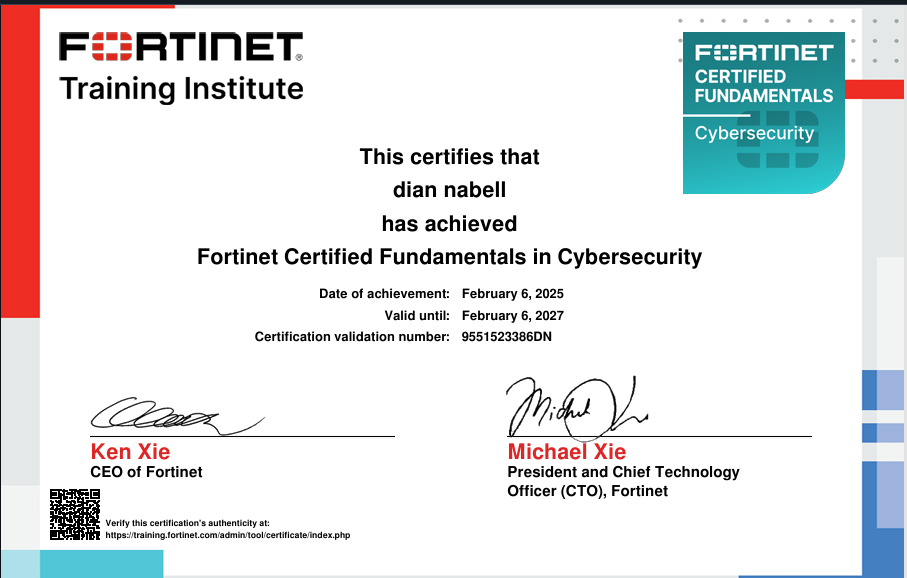 FORTINET®
Training Institute
FORTINET
CERTIFIED
FUNDAMENTALS
Cybersecurity
This certifies that
dian nabell
has achieved
Fortinet Certified Fundamentals in Cybersecurity
Date of achievement: February 6, 2025
Valid until: February 6, 2027
Certification validation number: 9551523386DN
Ken Xie
CEO of Fortinet
Michael Xie
President and Chief Technology
Officer (CTO), Fortinet
Verify this certification's authenticity at:
https://training.fortinet.com/admin/tool/certificate/index.php